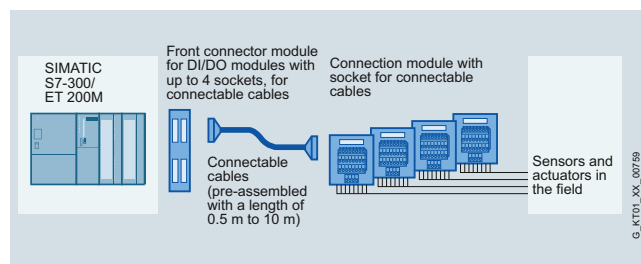 SIMATIC
S7-300/
ET 200M
Front connector module
for DI/DO modules with
up to 4 sockets, for
connectable cables
Connectable
cables
(pre-assembled
with a length of
0.5 m to 10 m)
Connection module with
socket for connectable
cables
Sensors and
actuators in
the field
G_KT01_XX_00759